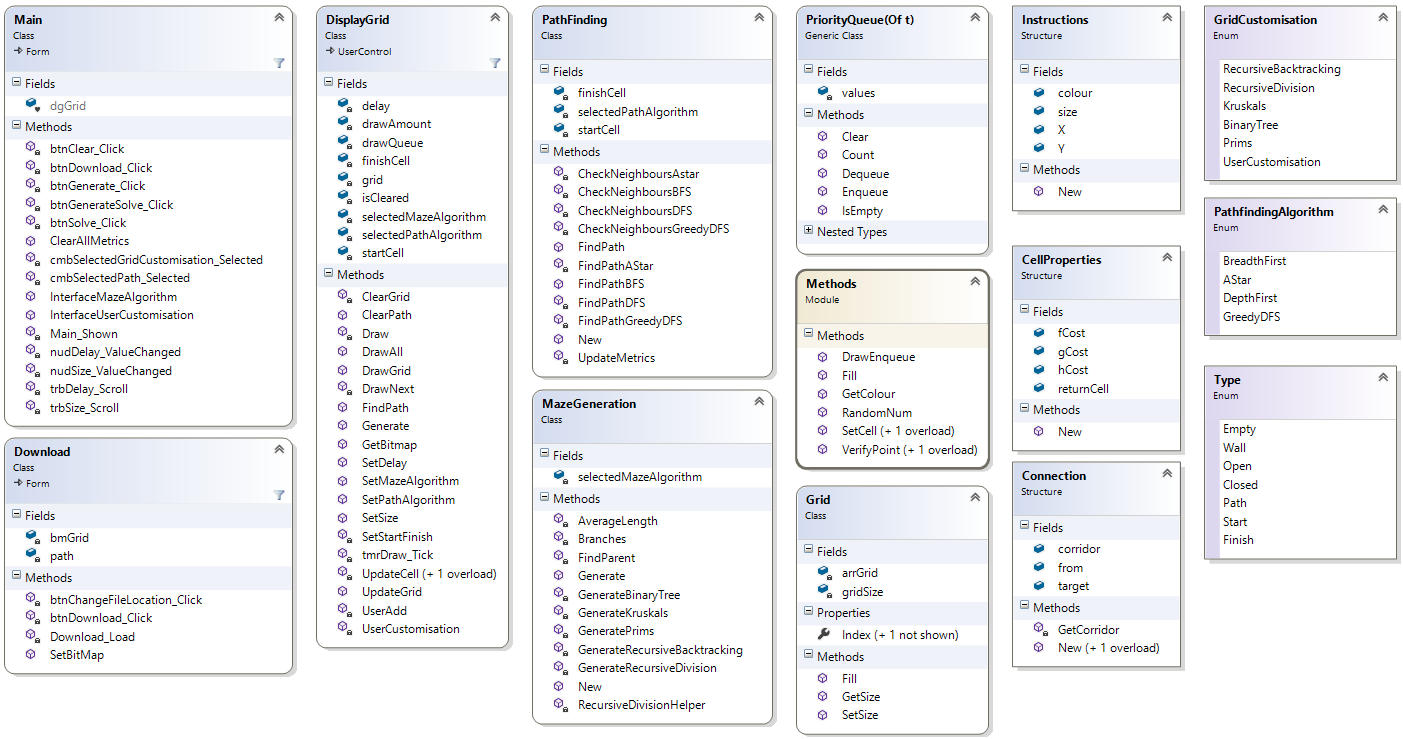 Main
Class
Form
Fields
dgGrid
Methods
btnClear_Click
btnDownload_Click
btnGenerate_Click
btnGenerateSolve_Click
btnSolve_Click
ClearAllMetrics
cmbSelectedGridCustomisation_Selected
cmbSelectedPath_Selected
InterfaceMazeAlgorithm
InterfaceUserCustomisation
Main_Shown
nudDelay_ValueChanged
nudSize_ValueChanged
trbDelay_Scroll
trbSize_Scroll
Download
Class
Form
Fields
bmGrid
path
Methods
btnChangeFileLocation_Click
btnDownload_Click
Download_Load
SetBitMap
DisplayGrid
Class
UserControl
Fields
delay
drawAmount
drawQueue
finishCell
grid
isCleared
selectedMazeAlgorithm
selectedPathAlgorithm
startCell
Methods
ClearGrid
ClearPath
Draw
DrawAll
DrawGrid
DrawNext
FindPath
Generate
GetBitmap
SetDelay
SetMazeAlgorithm
SetPathAlgorithm
SetSize
SetStartFinish
tmrDraw_Tick
UpdateCell (+ 1 overload)
UpdateGrid
UserAdd
UserCustomisation
PathFinding
Class
Fields
finishCell
selectedPathAlgorithm
startCell
Methods
CheckNeighboursAstar
CheckNeighboursBFS
CheckNeighboursDFS
CheckNeighboursGreedyDFS
FindPath
FindPathAStar
FindPathBFS
FindPathDFS
FindPathGreedyDFS
New
UpdateMetrics
MazeGeneration
Class
Fields
selectedMazeAlgorithm
Methods
AverageLength
Branches
FindParent
Generate
GenerateBinaryTree
GenerateKruskals
GeneratePrims
GenerateRecursiveBacktracking
GenerateRecursiveDivision
New
RecursiveDivisionHelper
PriorityQueue(Of t)
Generic Class
Fields
values
Methods
Clear
Count
Dequeue
Enqueue
IsEmpty
Nested Types
Methods
Module
Methods
DrawEnqueue
Fill
GetColour
RandomNum
SetCell (+ 1 overload)
VerifyPoint (+ 1 overload)
Grid
Class
Fields
arrGrid
gridSize
Properties
Index (+ 1 not shown)
Methods
Fill
GetSize
SetSize
Instructions
Structure
Fields
colour
size
X
Y
Methods
New
CellProperties
Structure
Fields
fCost
gCost
hCost
returnCell
Methods
New
Connection
Structure
Fields
corridor
from
target
Methods
GetCorridor
New (+ 1 overload)
GridCustomisation
Enum
RecursiveBacktracking
RecursiveDivision
Kruskals
BinaryTree
Prims
UserCustomisation
PathfindingAlgorithm
Enum
BreadthFirst
AStar
DepthFirst
GreedyDFS
Type
Enum
Empty
Wall
Open
Closed
Path
Start
Finish